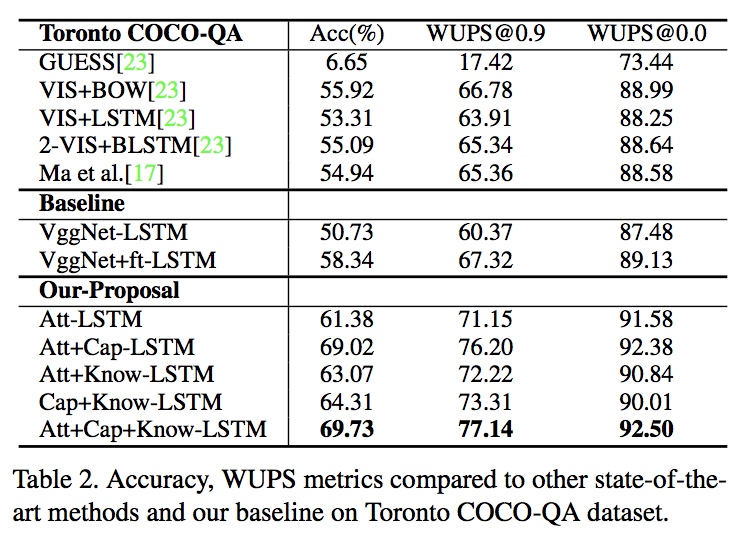 Toronto COCO-QA Acc(%) WUPS@0.9 WUPS@0.0
GUESS[23] 6.65 17.42 73.44
VIS+BOW[23] 55.92 66.78 88.99
VIS+LSTM[23] 53.31 63.91 88.25
2-VIS+BLSTM[23] 55.09 65.34 88.64
Ma et al.[17] 54.94 65.36 88.58
Baseline
VggNet-LSTM 50.73 60.37 87.48
VggNet+ft-LSTM 58.34 67.32 89.13
Our-Proposal
Att-LSTM 61.38 71.15 91.58
Att+Cap-LSTM 69.02 76.20 92.38
Att+Know-LSTM 63.07 72.22 90.84
Cap+Know-LSTM 64.31 73.31 90.01
Att+Cap+Know-LSTM 69.73 77.14 92.50
Table 2. Accuracy, WUPS metrics compared to other state-of-the-
art methods and our baseline on Toronto COCO-QA dataset.